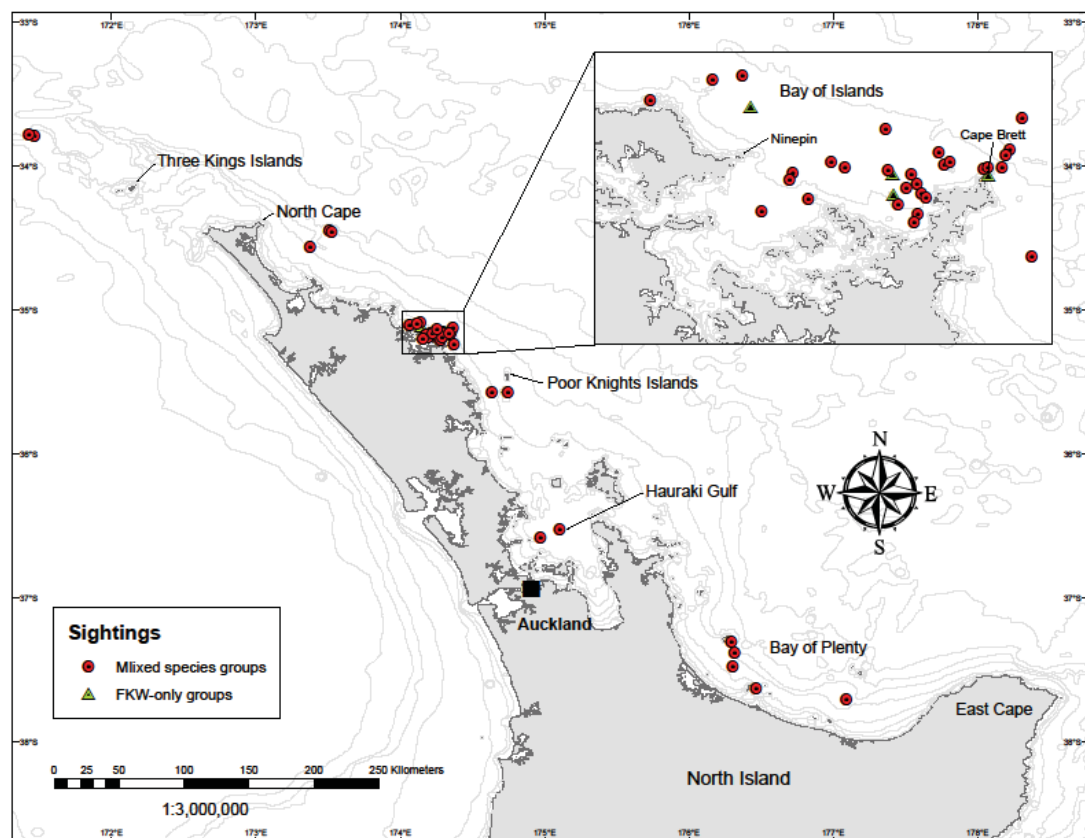 172°E 173°E 174°E 175°E 176°E 177°E 178°E
33°S 33°S
Bay of Islands
Ninepin
Cape Brett
34°S 34°S
Three Kings Islands
North Cape
35°S 35°S
Poor Knights Islands
36°S 36°S
N
W E
S
Hauraki Gulf
37°S 37°S
Auckland
Sightings
MIixed species groups
FKW-only groups
Bay of Plenty
East Cape
38°S 38°S
0 25 50 100 150 200 250 Kilometers
1:3,000,000
North Island
172°E 173°E 174°E 175°E 176°E 177°E 178°E